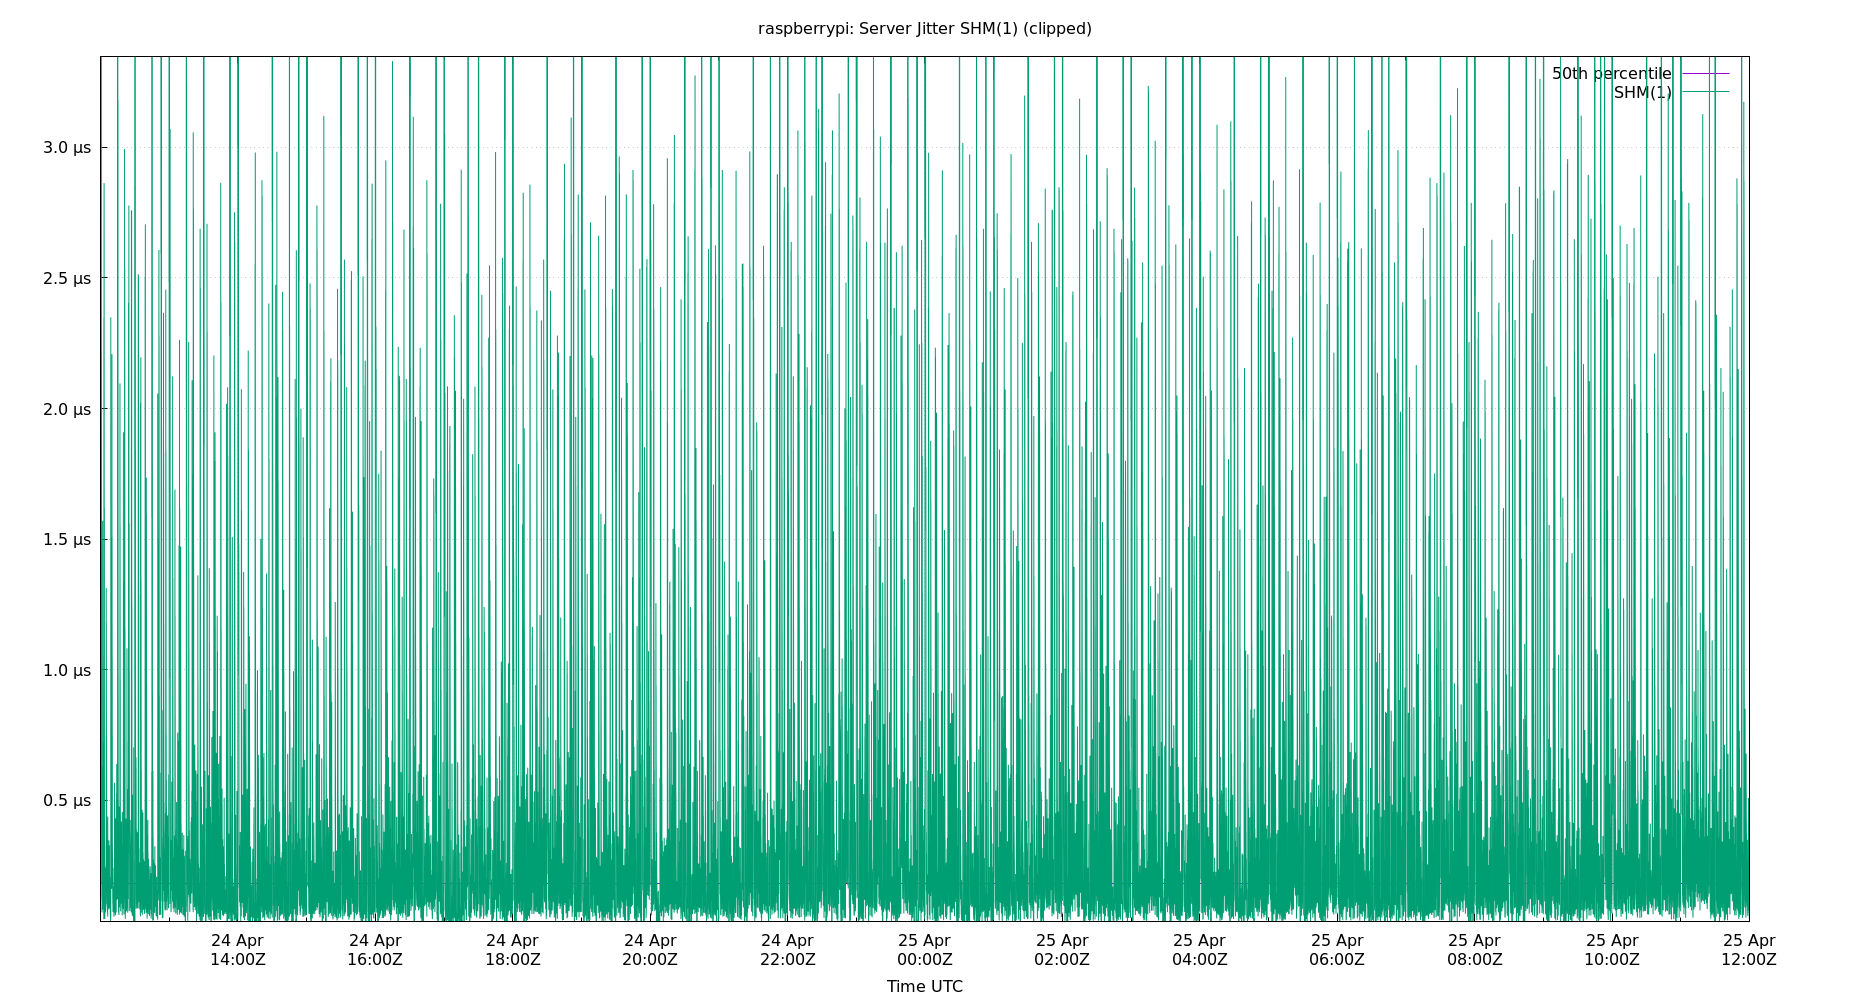 raspberrypi: Server Jitter SHM(1) (clipped)
50th percentile
SHM(1)
3.0 µs
2.5 µs
2.0 µs
1.5 µs
1.0 µs
0.5 µs
24 Apr 24 Apr 24 Apr 24 Apr 24 Apr 25 Apr 25 Apr 25 Apr 25 Apr 25 Apr 25 Apr 25 Apr
14:00Z 16:00Z 18:00Z 20:00Z 22:00Z 00:00Z 02:00Z 04:00Z 06:00Z 08:00Z 10:00Z 12:00Z
Time UTC